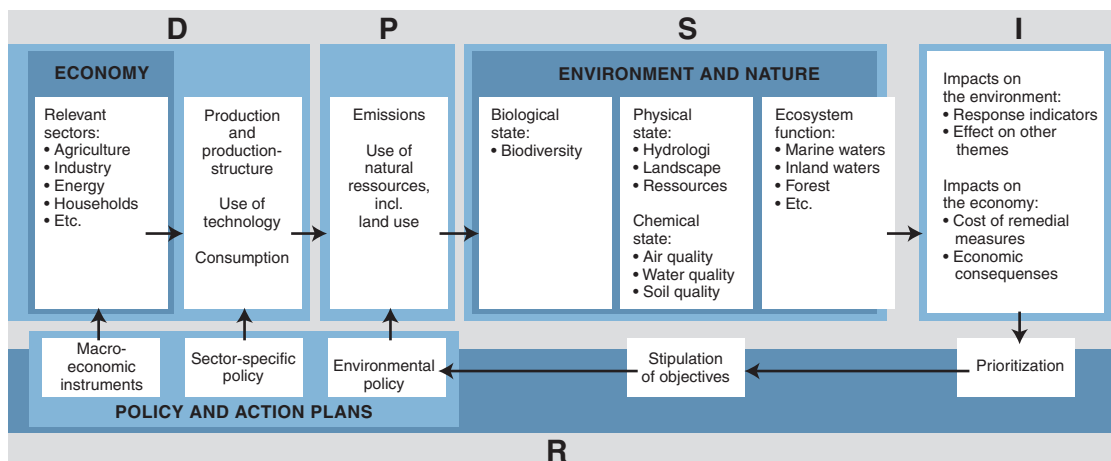 D
P
S
I
ECONOMY
Relevant
sectors:
• Agriculture
• Industry
• Energy
• Households
• Etc.
Production
and
production-
structure
Use of
technology
Consumption
Emissions
Use of
natural
ressources,
incl.
land use
ENVIRONMENT AND NATURE
Biological
state:
• Biodiversity
Physical
state:
• Hydrologi
• Landscape
• Ressources
Chemical
state:
• Air quality
• Water quality
• Soil quality
Ecosystem
function:
• Marine waters
• Inland waters
• Forest
• Etc.
Impacts on
the environment:
• Response indicators
• Effect on other
themes
Impacts on
the economy:
• Cost of remedial
measures
• Economic
consequenses
Macro-
economic
instruments
Sector-specific
policy
Environmental
policy
Stipulation
of objectives
Prioritization
POLICY AND ACTION PLANS
R